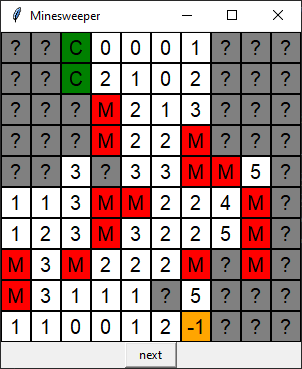 Minesweeper
? ? C 0 0 0 1 ? ? ?
? ? C 2 1 0 2 ? ? ?
? ? ? M 2 1 3 ? ? ?
? ? ? M 2 2 M ? ? ?
? ? 3 ? 3 3 M M 5 ?
1 1 3 M M 2 2 4 M ?
1 2 3 M 3 2 2 5 M ?
M 3 M 2 2 2 M ? M ?
M 3 1 1 1 ? 5 ? ? ?
1 1 0 0 1 2 -1 ? ? ?
next